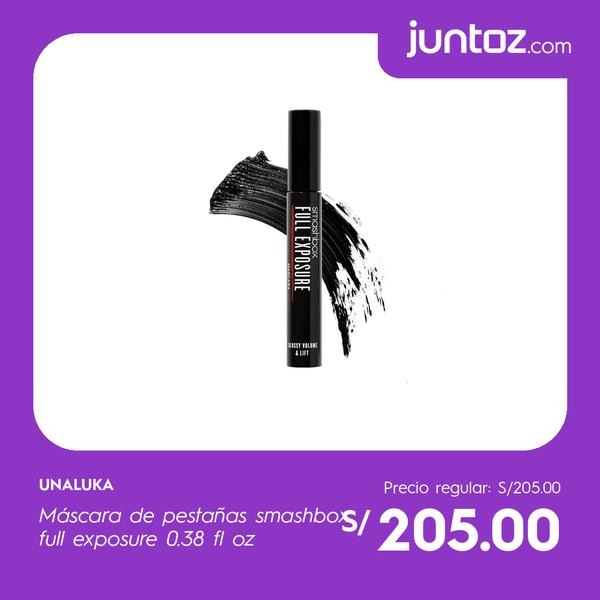 juntoz.com
smashbox
FULL EXPOSURE
MASCARA
GLOSSY VOLUME
& LIFT
UNALUKA
Máscara de pestañas smashbox
full exposure 0.38 fl oz
Precio regular: S/205.00
S/ 205.00